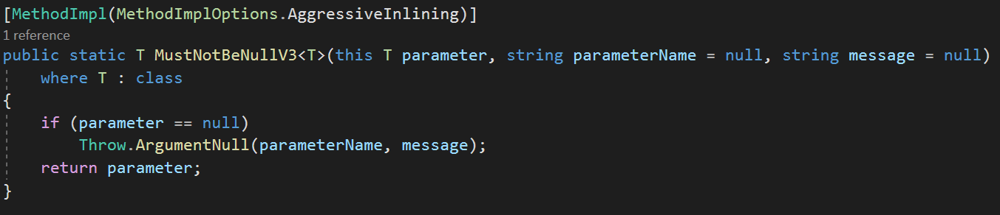 [MethodImpl(MethodImplOptions.AggressiveInlining)]
1 reference
public static T MustNotBeNullV3<T>(this T parameter, string parameterName = null, string message = null)
    where T : class
{
    if (parameter == null)
        Throw.ArgumentNull(parameterName, message);
    return parameter;
}